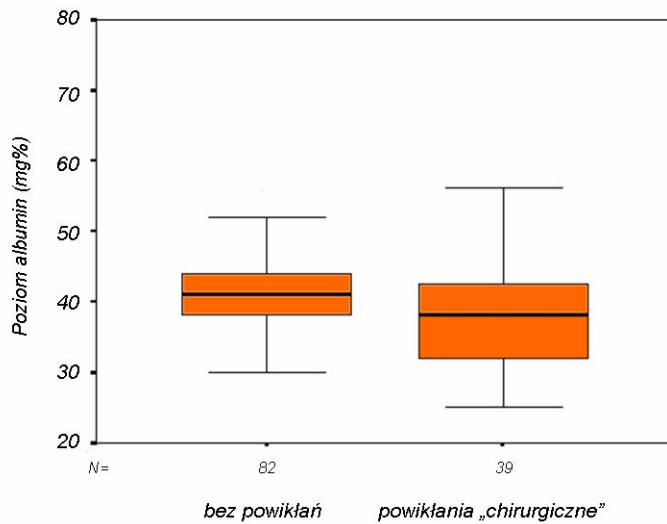 80
70
60
50
40
30
20
Poziom albumin (mg%)
N= 82 39
bez powikłań powikłania „chirurgiczne”